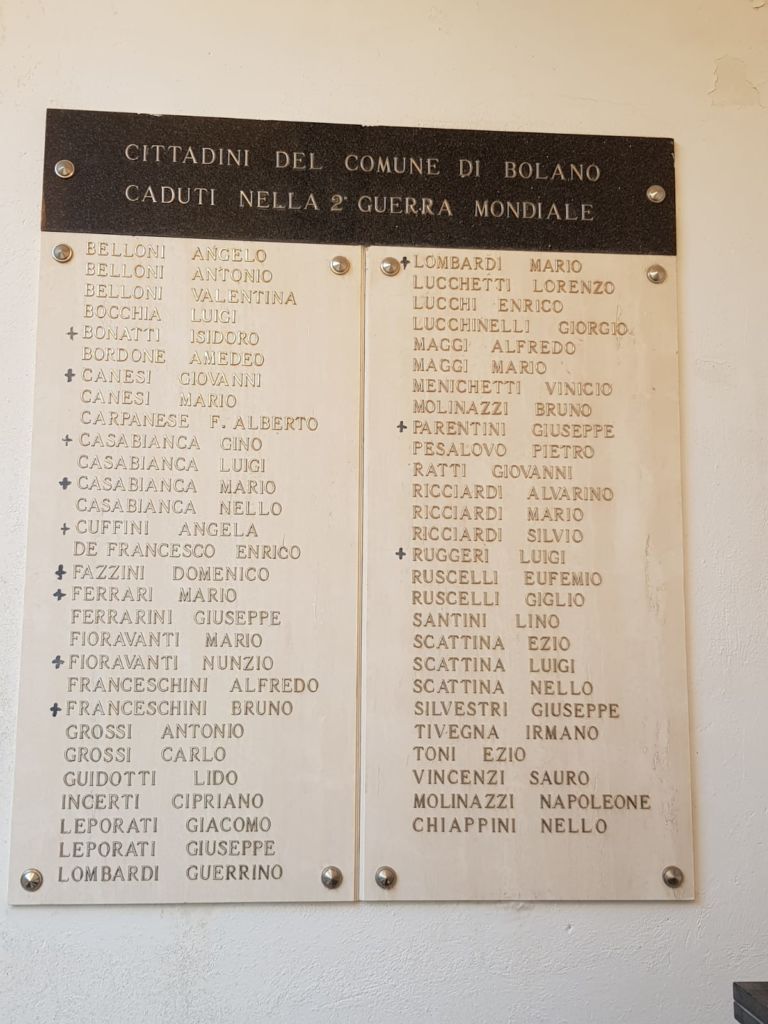 CITTADINI DEL COMUNE DI BOLANO
CADUTI NELLA 2ª GUERRA MONDIALE
BELLONI ANGELO
BELLONI ANTONIO
BELLONI VALENTINA
BOCCHIA LUIGI
+ BONATTI ISIDORO
BORDONE AMEDEO
+ CANESI GIOVANNI
CANESI MARIO
CARPANESE F. ALBERTO
+ CASABIANCA GINO
CASABIANCA LUIGI
+ CASABIANCA MARIO
CASABIANCA NELLO
+ CUFFINI ANGELA
DE FRANCESCO ENRICO
+ FAZZINI DOMENICO
+ FERRARI MARIO
FERRARINI GIUSEPPE
FIORAVANTI MARIO
+ FIORAVANTI NUNZIO
FRANCESCHINI ALFREDO
+ FRANCESCHINI BRUNO
GROSSI ANTONIO
GROSSI CARLO
GUIDOTTI LIDO
INCERTI CIPRIANO
LEPORATI GIACOMO
LEPORATI GIUSEPPE
LOMBARDI GUERRINO
+ LOMBARDI MARIO
LUCCHETTI LORENZO
LUCCHI ENRICO
LUCCHINELLI GIORGIO
MAGGI ALFREDO
MAGGI MARIO
MENICHETTI VINICIO
MOLINAZZI BRUNO
+ PARENTINI GIUSEPPE
PESALOVO PIETRO
RATTI GIOVANNI
RICCIARDI ALVARINO
RICCIARDI MARIO
RICCIARDI SILVIO
+ RUGGERI LUIGI
RUSCELLI EUFEMIO
RUSCELLI GIGLIO
SANTINI LINO
SCATTINA EZIO
SCATTINA LUIGI
SCATTINA NELLO
SILVESTRI GIUSEPPE
TIVEGNA IRMANO
TONI EZIO
VINCENZI SAURO
MOLINAZZI NAPOLEONE
CHIAPPINI NELLO